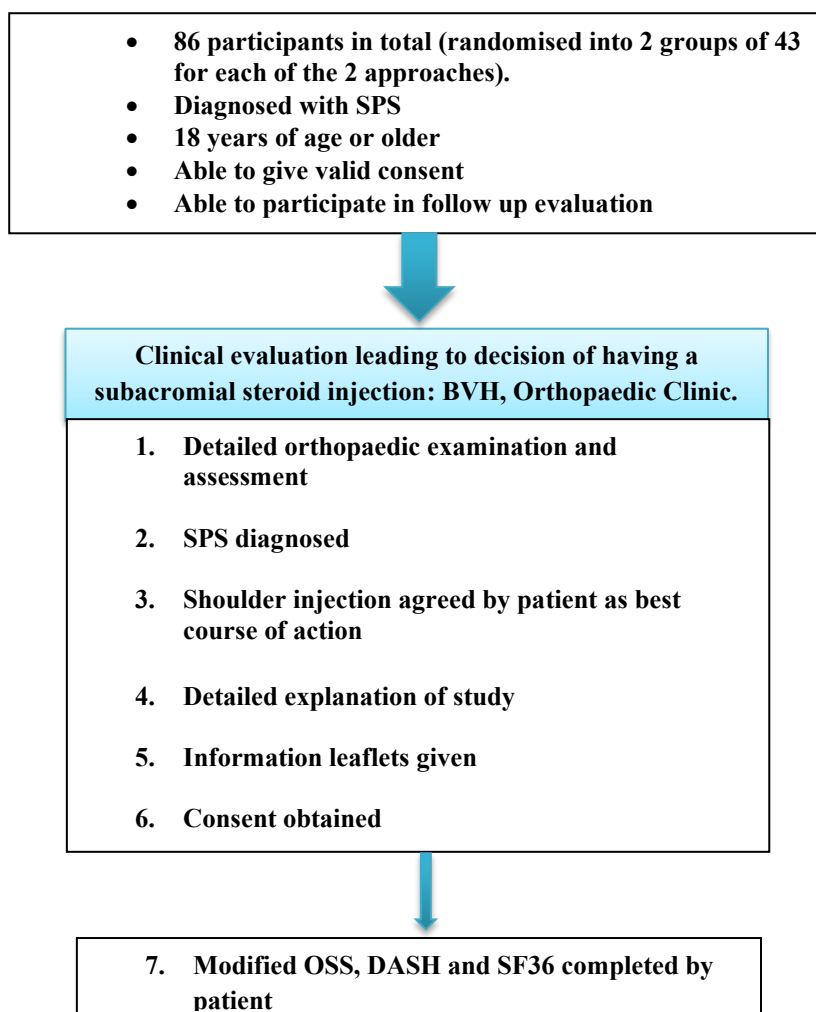 • 86 participants in total (randomised into 2 groups of 43
for each of the 2 approaches).
• Diagnosed with SPS
• 18 years of age or older
• Able to give valid consent
• Able to participate in follow up evaluation
Clinical evaluation leading to decision of having a
subacromial steroid injection: BVH, Orthopaedic Clinic.
1. Detailed orthopaedic examination and
assessment
2. SPS diagnosed
3. Shoulder injection agreed by patient as best
course of action
4. Detailed explanation of study
5. Information leaflets given
6. Consent obtained
7. Modified OSS, DASH and SF36 completed by
patient